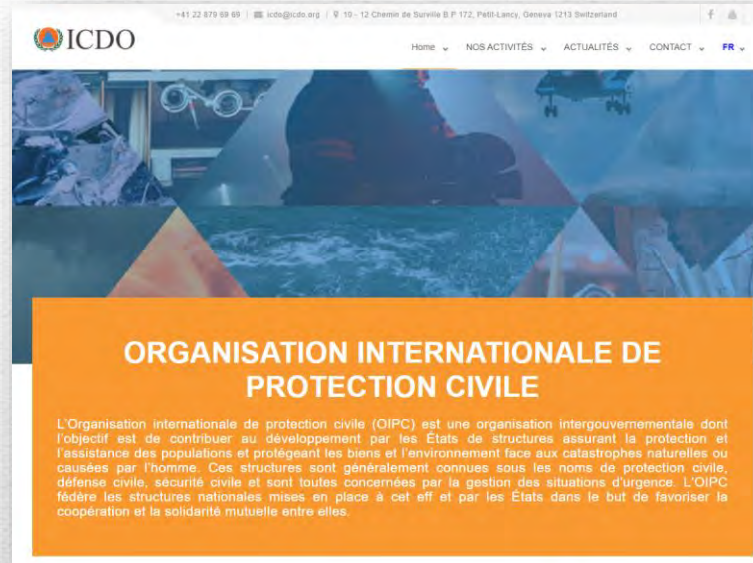 +41 22 879 69 69 | icdo@icdo.org / 10 - 12 Chemin de Surville B.P 172, Petit-Lancy, Geneva 1213 Switzerland
ICDO
Home NOS ACTIVITÉS ACTUALITÉS CONTACT FR
ORGANISATION INTERNATIONALE DE
PROTECTION CIVILE
L'Organisation internationale de protection civile (OIPC) est une organisation intergouvernementale dont
l'objectif est de contribuer au développement par les États de structures assurant la protection et
l'assistance des populations et protégeant les biens et l'environnement face aux catastrophes naturelles ou
causées par l'homme. Ces structures sont généralement connues sous les noms de protection civile,
défense civile, sécurité civile et sont toutes concernées par la gestion des situations d'urgence. L'OIPC
fédère les structures nationales mises en place à cet eff et par les États dans le but de favoriser la
coopération et la solidarité mutuelle entre elles.